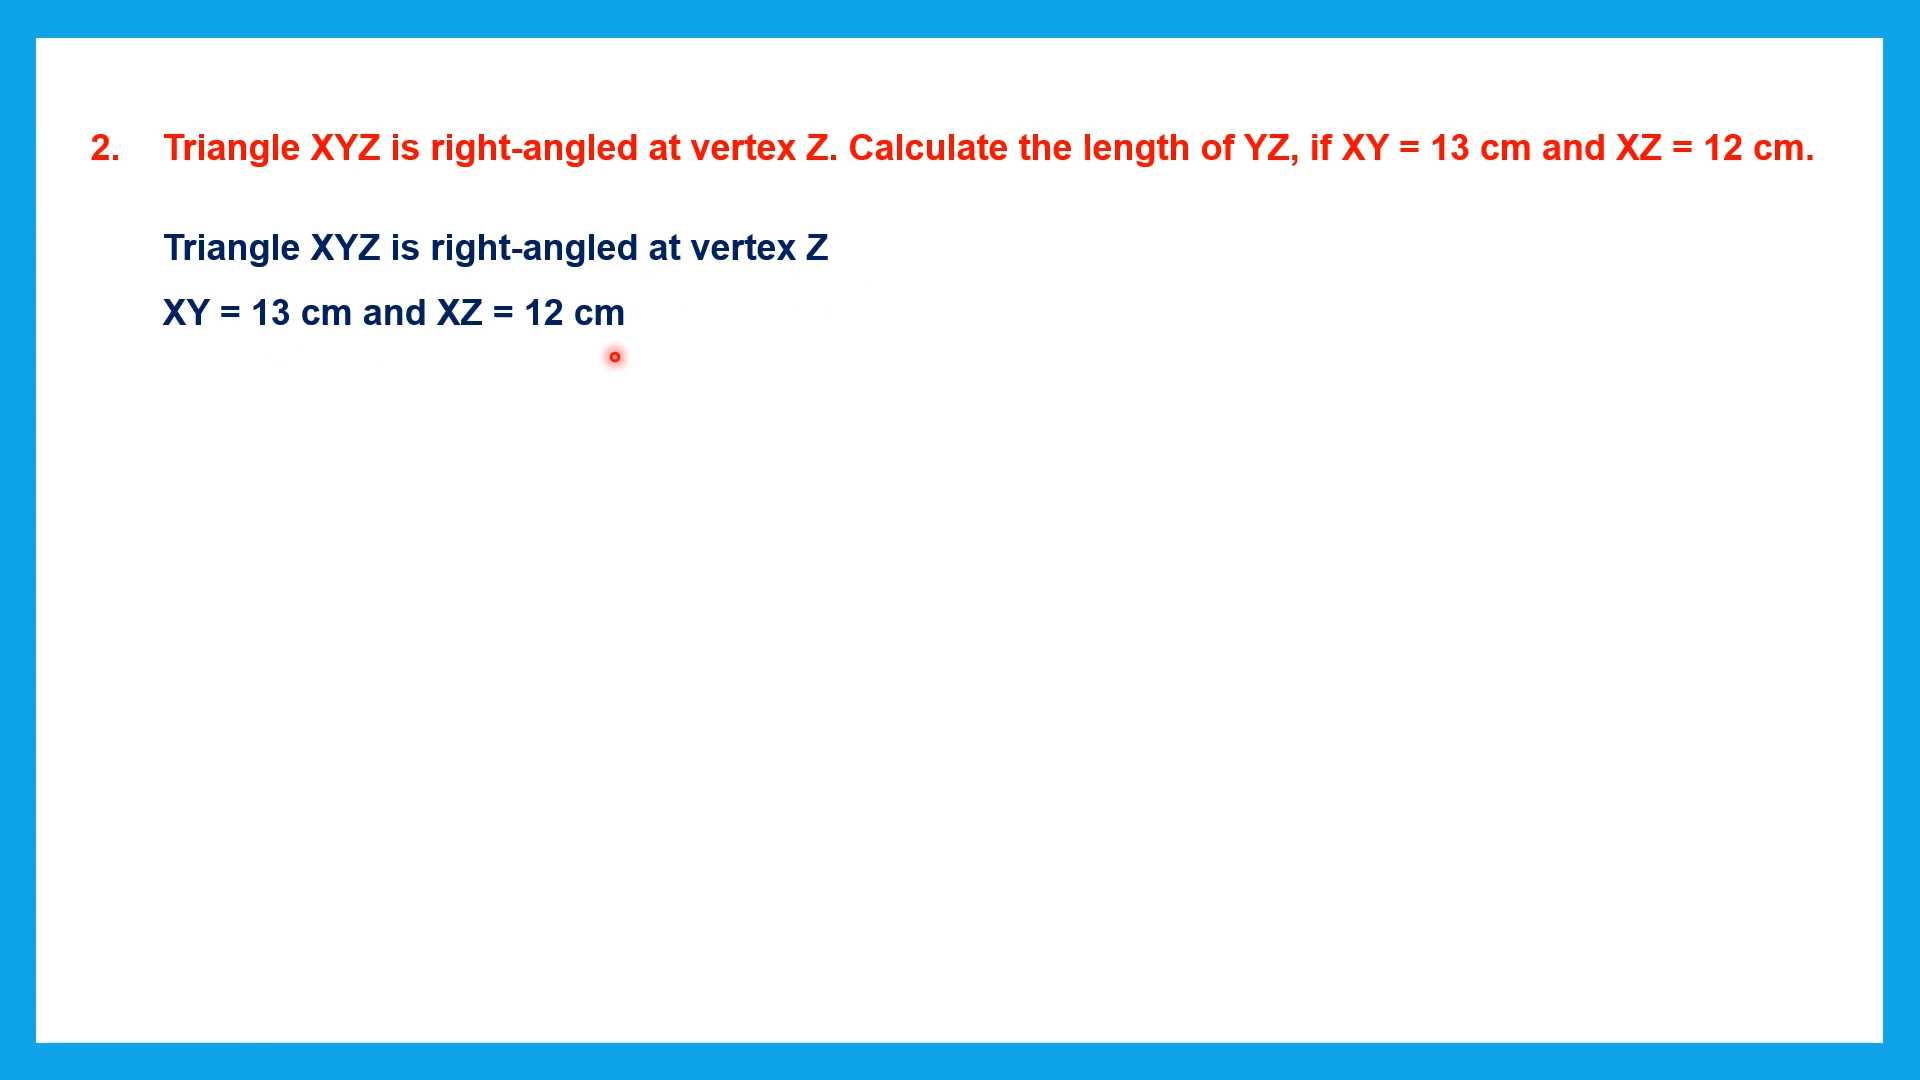 2. Triangle XYZ is right-angled at vertex Z. Calculate the length of YZ, if XY = 13 cm and XZ = 12 cm.
Triangle XYZ is right-angled at vertex Z
XY = 13 cm and XZ = 12 cm